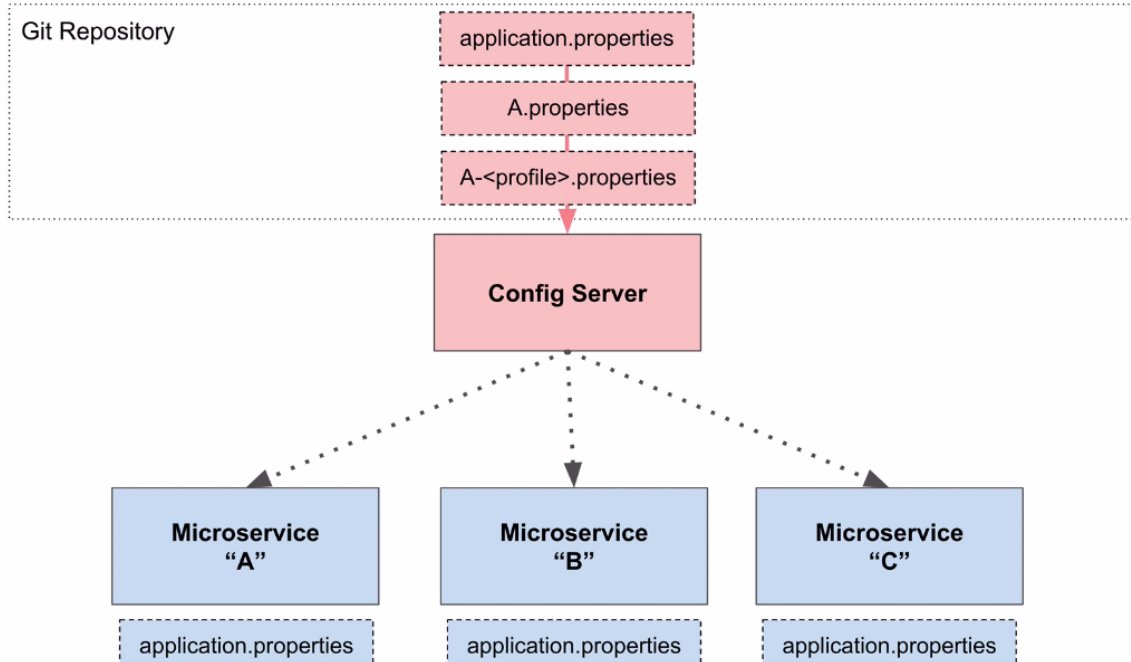 Git Repository
application.properties
A.properties
A-<profile>.properties
Config Server
Microservice
“A”
Microservice
“B”
Microservice
“C”
application.properties
application.properties
application.properties